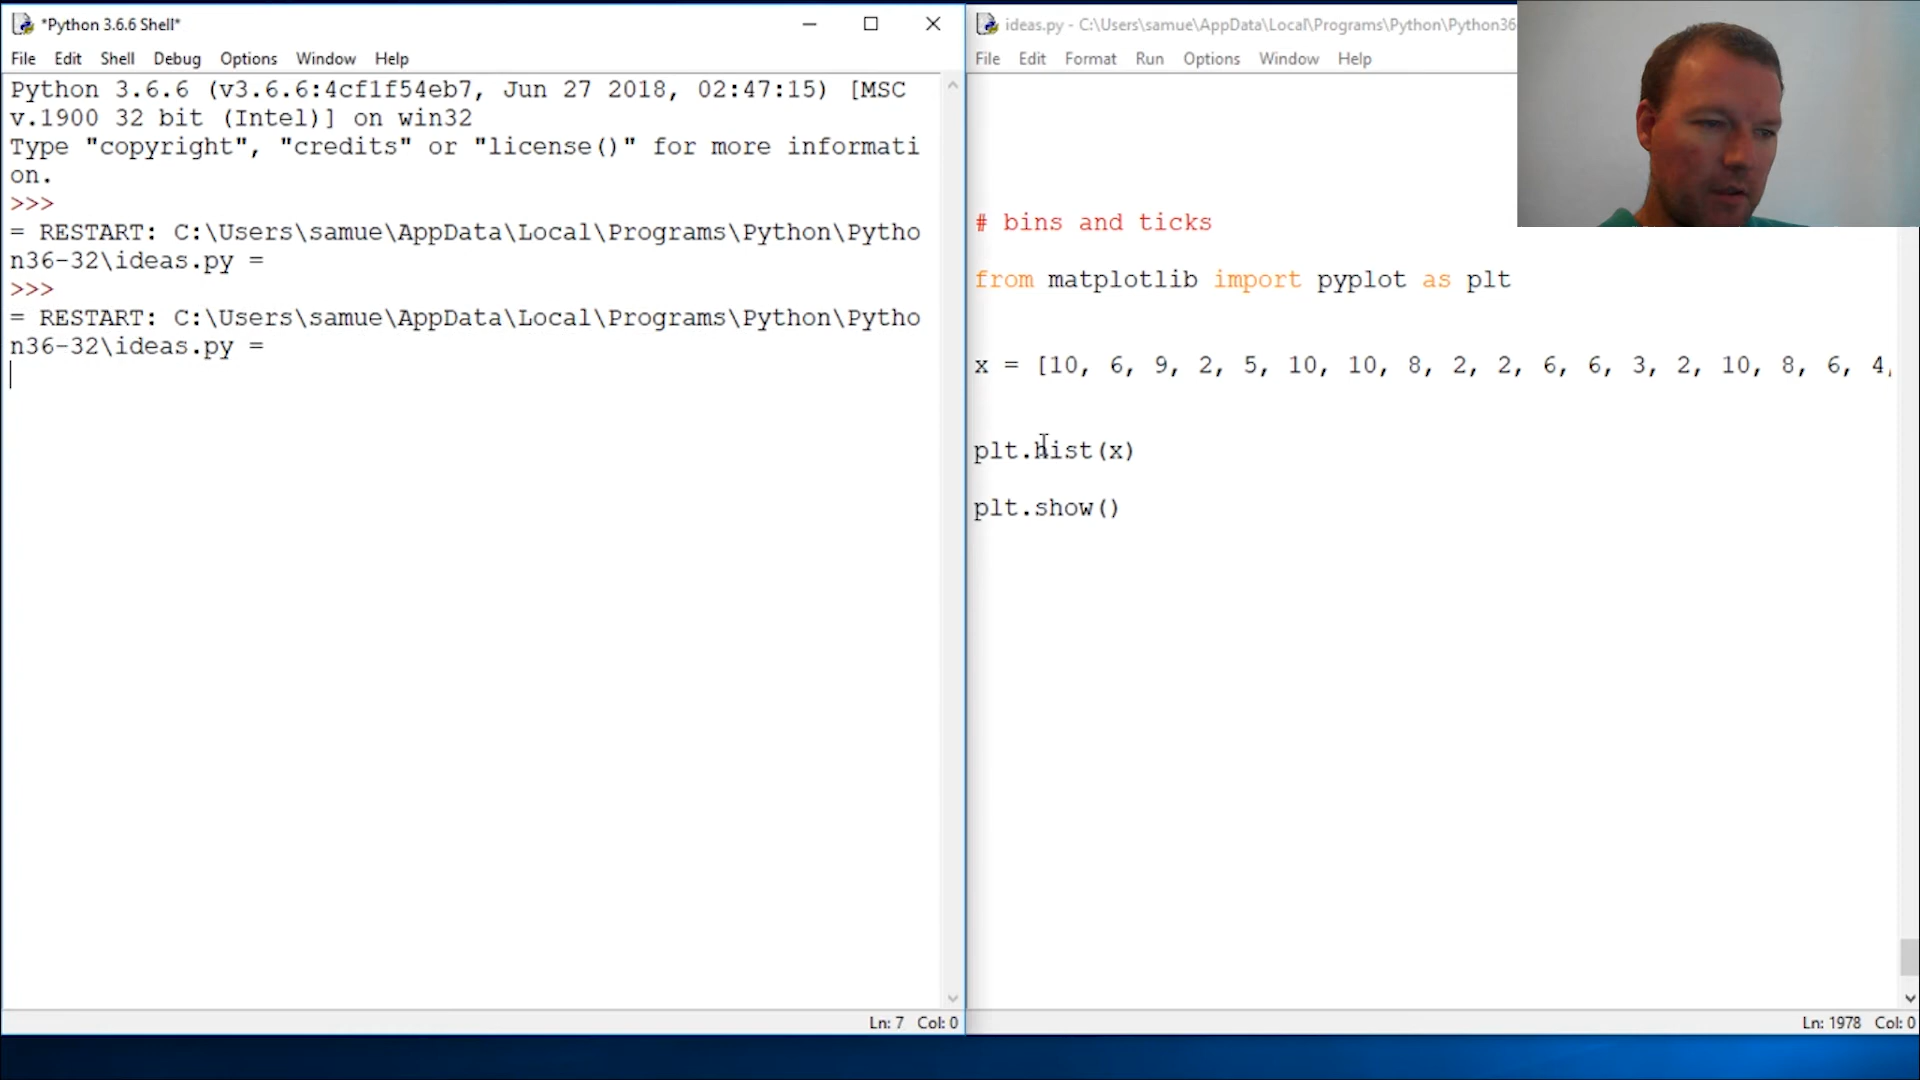 *Python 3.6.6 Shell*
File Edit Shell Debug Options Window Help
Python 3.6.6 (v3.6.6:4cf1f54eb7, Jun 27 2018, 02:47:15) [MSC
v.1900 32 bit (Intel)] on win32
Type "copyright", "credits" or "license()" for more informati
on.
>>>
= RESTART: C:\Users\samue\AppData\Local\Programs\Python\Pytho
n36-32\ideas.py =
>>>
= RESTART: C:\Users\samue\AppData\Local\Programs\Python\Pytho
n36-32\ideas.py =
Ln: 7 Col: 0
ideas.py - C:\Users\samue\AppData\Local\Programs\Python\Python36
File Edit Format Run Options Window Help
# bins and ticks
from matplotlib import pyplot as plt
x = [10, 6, 9, 2, 5, 10, 10, 8, 2, 2, 6, 6, 3, 2, 10, 8, 6, 4,
plt.hist(x)
plt.show()
Ln: 1978 Col: 0